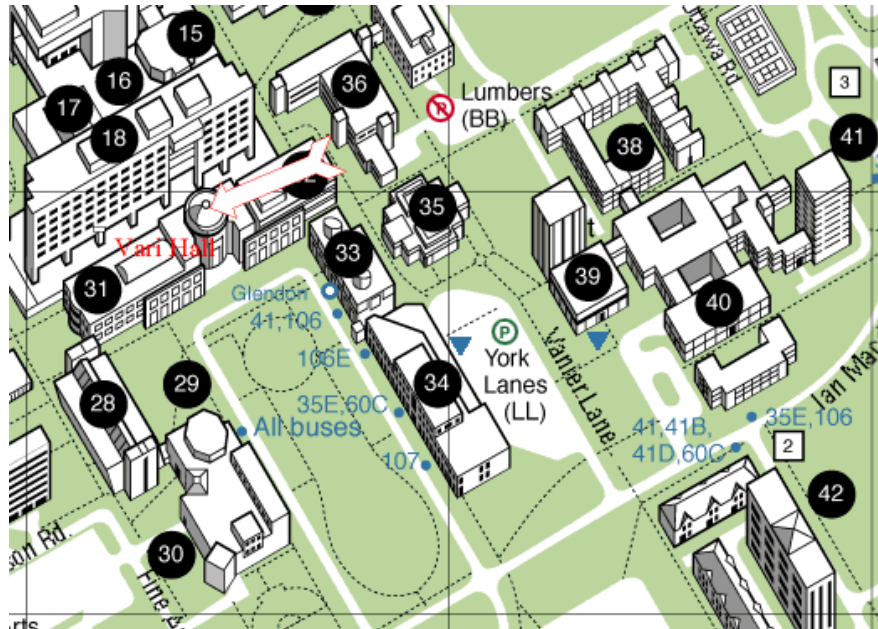 15
16
17
18
36
Lumbers
(BB)
38
3
41
35
Vari Hall
33
31
Glendon
41,106
39
40
P
106E
York
Lanes
(LL)
Vanier Lane
34
29
28
35E,60C
All buses
107
41,41B,
41D,60C
35E,106
2
42
30